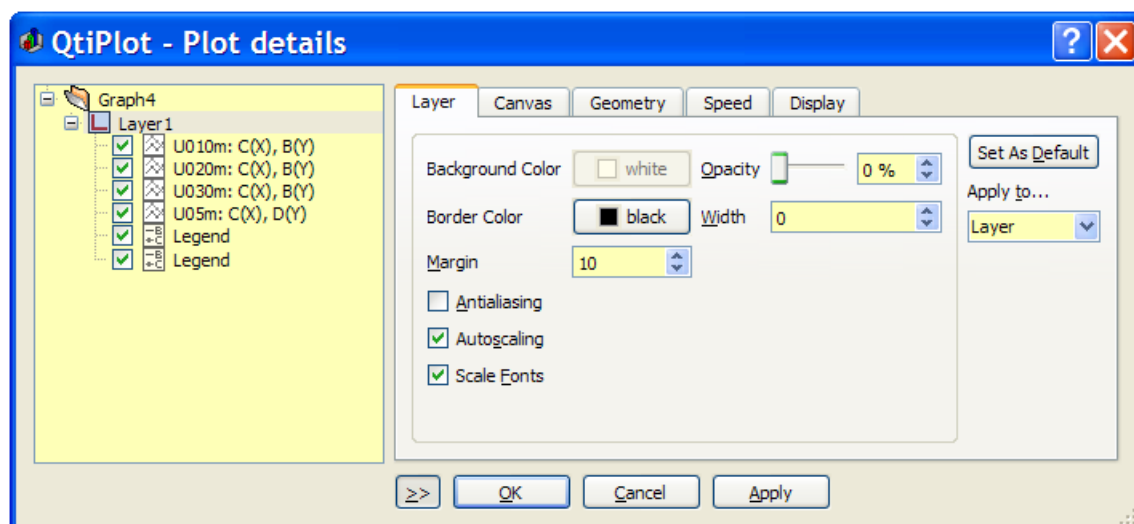 QtiPlot - Plot details
Graph4
Layer1
U010m: C(X), B(Y)
U020m: C(X), B(Y)
U030m: C(X), B(Y)
U05m: C(X), D(Y)
Legend
Legend
Layer Canvas Geometry Speed Display
Background Color white Opacity 0 %
Border Color black Width 0
Margin 10
Antialiasing
Autoscaling
Scale Fonts
Set As Default
Apply to...
Layer
>> OK Cancel Apply